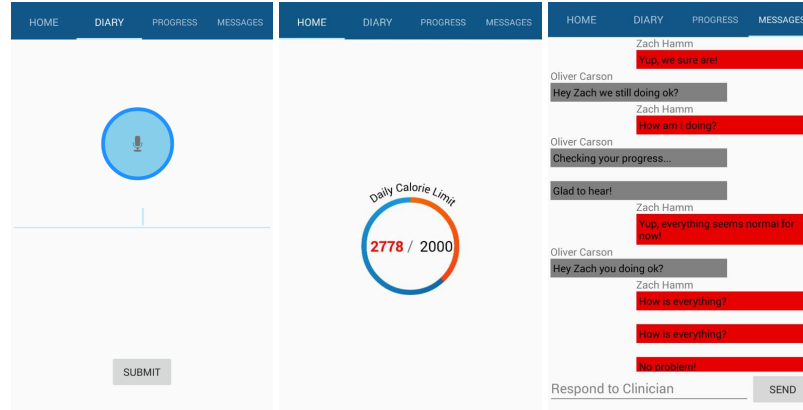 HOME DIARY PROGRESS MESSAGES
SUBMIT
HOME DIARY PROGRESS MESSAGES
Daily Calorie Limit
2778 / 2000
HOME DIARY PROGRESS MESSAGES
Zach Hamm
Yup, we sure are!
Oliver Carson
Hey Zach we still doing ok?
Zach Hamm
How am i doing?
Oliver Carson
Checking your progress...
Glad to hear!
Zach Hamm
Yup, everything seems normal for
now!
Oliver Carson
Hey Zach you doing ok?
Zach Hamm
How is everything?
How is everything?
No problem!
Respond to Clinician
SEND